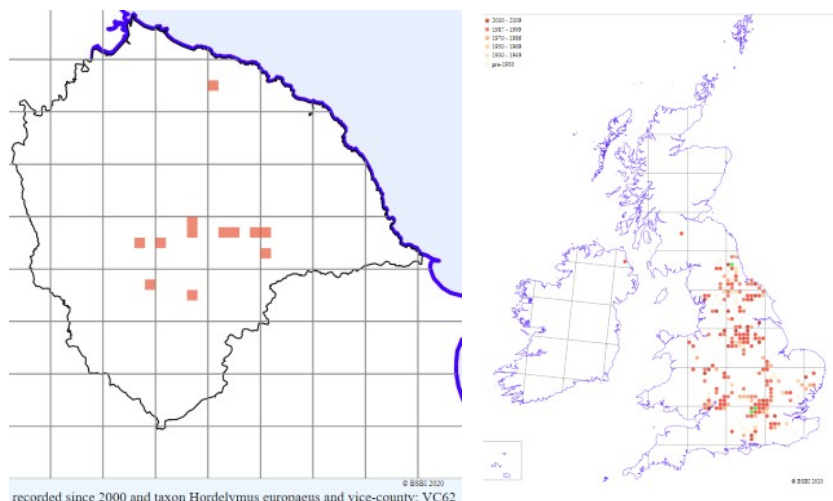 © BSBI 2020
recorded since 2000 and taxon Hordelymus europaeus and vice-county: VC62
2000 - 2009
1987 - 1999
1970 - 1986
1950 - 1969
1930 - 1949
pre-1930
© BSBI 2020